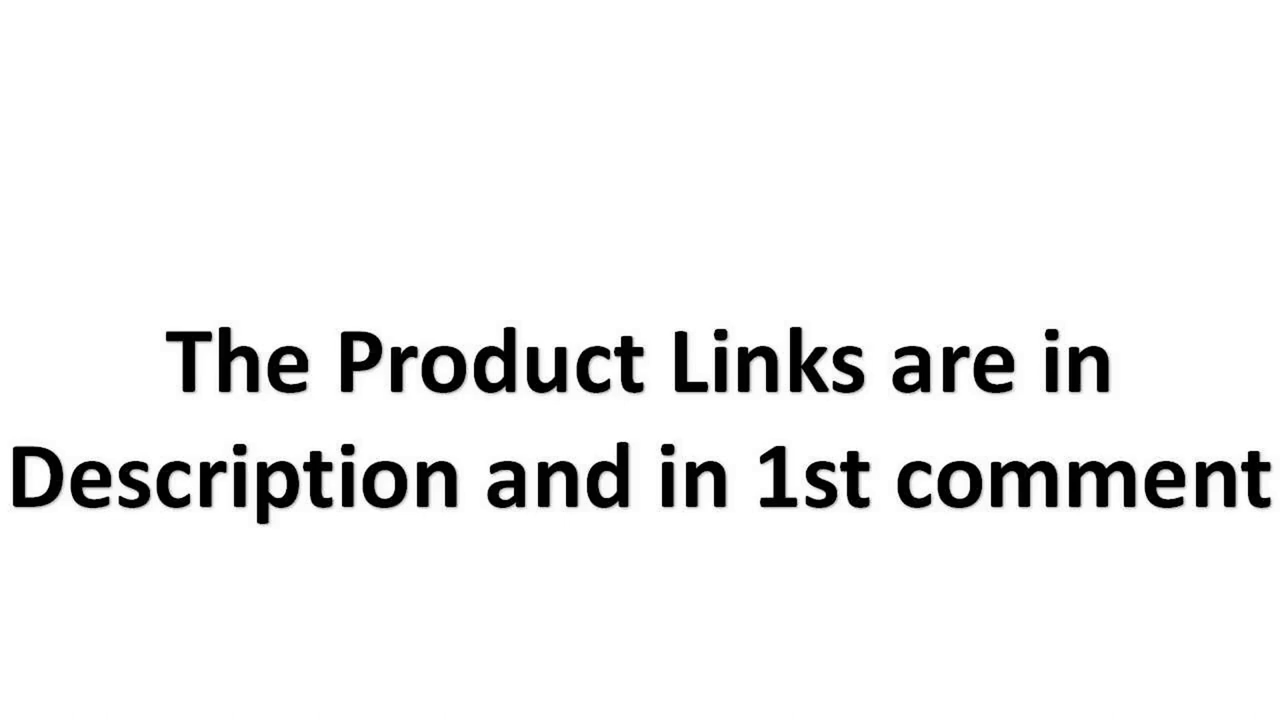 The Product Links are in
Description and in 1st comment